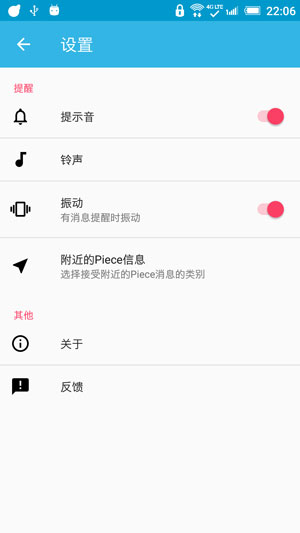 4G LTE
22:06
设置
提醒
提示音
铃声
振动
有消息提醒时振动
附近的Piece信息
选择接受附近的Piece消息的类别
其他
关于
反馈